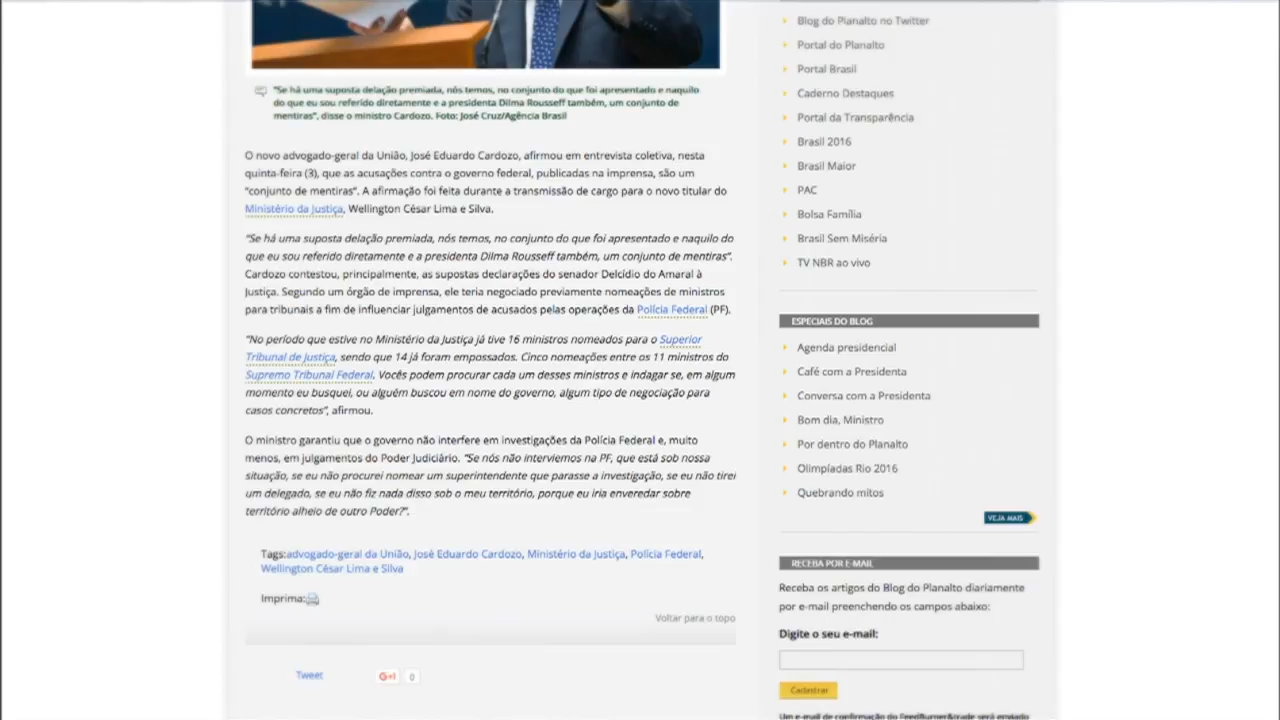 "Se há uma suposta delação premiada, nós temos, no conjunto do que foi apresentado e naquilo
do que eu sou referido diretamente e a presidenta Dilma Rousseff também, um conjunto de
mentiras", disse o ministro Cardozo. Foto: José Cruz/Agência Brasil
O novo advogado-geral da União, José Eduardo Cardozo, afirmou em entrevista coletiva, nesta
quinta-feira (3), que as acusações contra o governo federal, publicadas na imprensa, são um
"conjunto de mentiras". A afirmação foi feita durante a transmissão de cargo para o novo titular do
Ministério da Justiça, Wellington César Lima e Silva.
"Se há uma suposta delação premiada, nós temos, no conjunto do que foi apresentado e naquilo do
que eu sou referido diretamente e a presidenta Dilma Rousseff também, um conjunto de mentiras".
Cardozo contestou, principalmente, as supostas declarações do senador Delcídio do Amaral à
Justiça. Segundo um órgão de imprensa, ele teria negociado previamente nomeações de ministros
para tribunais a fim de influenciar julgamentos de acusados pelas operações da Polícia Federal (PF).
"No período que estive no Ministério da Justiça já tive 16 ministros nomeados para o Superior
Tribunal de Justiça, sendo que 14 já foram empossados. Cinco nomeações entre os 11 ministros do
Supremo Tribunal Federal. Vocês podem procurar cada um desses ministros e indagar se, em algum
momento eu busquei, ou alguém buscou em nome do governo, algum tipo de negociação para
casos concretos", afirmou.
O ministro garantiu que o governo não interfere em investigações da Polícia Federal e, muito
menos, em julgamentos do Poder Judiciário. "Se nós não interviemos na PF, que está sob nossa
situação, se eu não procurei nomear um superintendente que parasse a investigação, se eu não tirei
um delegado, se eu não fiz nada disso sob o meu território, porque eu iria enveredar sobre
território alheio de outro Poder?".
Tags:advogado-geral da União, José Eduardo Cardozo, Ministério da Justiça, Polícia Federal,
Wellington César Lima e Silva
Imprima:
Voltar para o topo
Tweet
G+1
0
Blog do Planalto no Twitter
Portal do Planalto
Portal Brasil
Caderno Destaques
Portal da Transparência
Brasil 2016
Brasil Maior
PAC
Bolsa Família
Brasil Sem Miséria
TV NBR ao vivo
ESPECIAIS DO BLOG
Agenda presidencial
Café com a Presidenta
Conversa com a Presidenta
Bom dia, Ministro
Por dentro do Planalto
Olimpíadas Rio 2016
Quebrando mitos
VEJA MAIS
RECEBA POR E-MAIL
Receba os artigos do Blog do Planalto diariamente
por e-mail preenchendo os campos abaixo:
Digite o seu e-mail:
Cadastrar
Um e-mail de confirmação do FeedBurner&trade será enviado